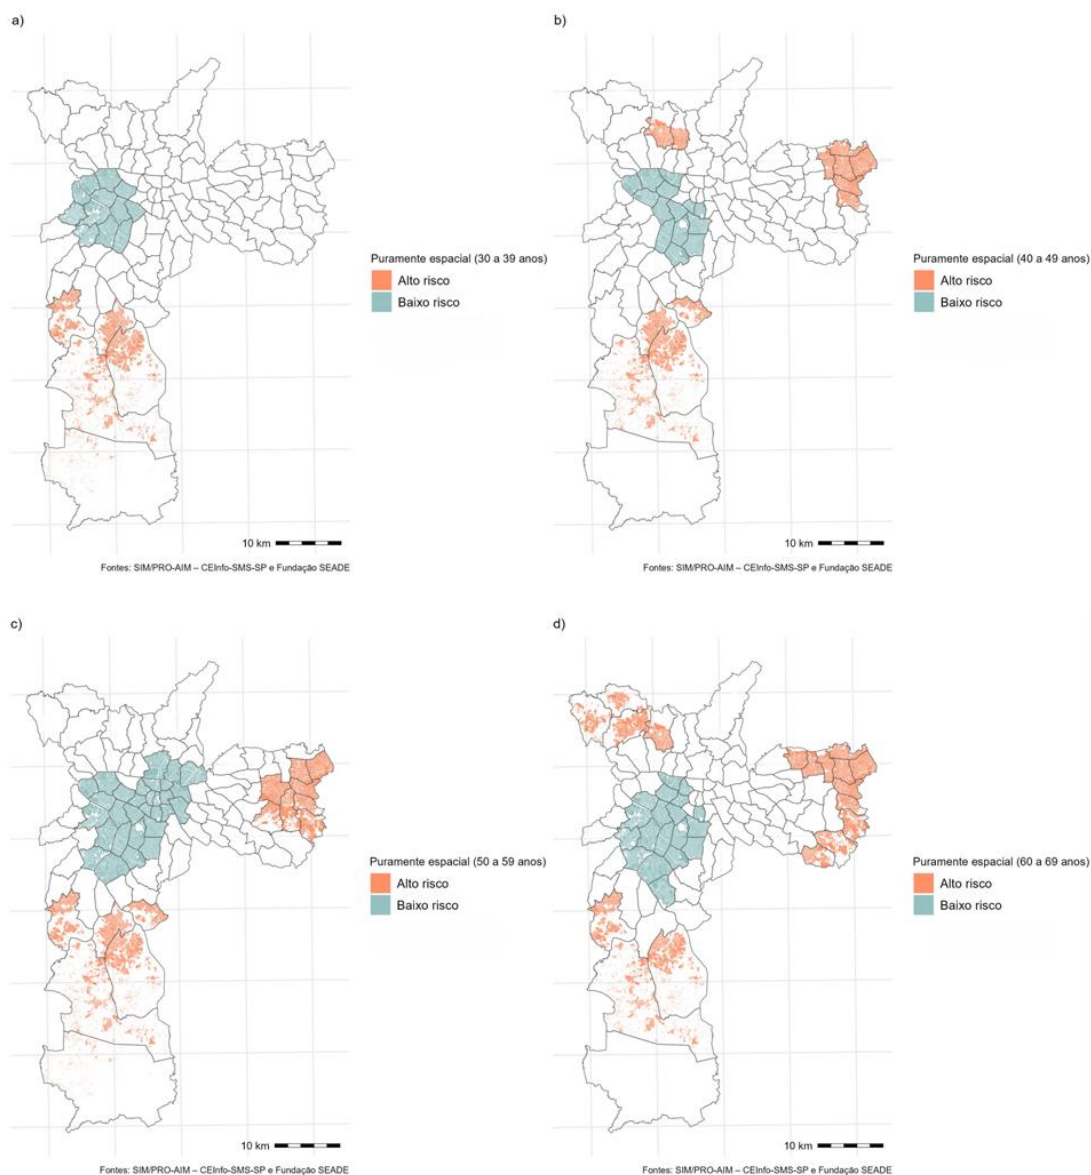 a)
Puramente espacial (30 a 39 anos)
Alto risco
Baixo risco
10 km
Fontes: SIM/PRO-AIM – CEInfo-SMS-SP e Fundação SEADE
b)
Puramente espacial (40 a 49 anos)
Alto risco
Baixo risco
10 km
Fontes: SIM/PRO-AIM – CEInfo-SMS-SP e Fundação SEADE
c)
Puramente espacial (50 a 59 anos)
Alto risco
Baixo risco
10 km
Fontes: SIM/PRO-AIM – CEInfo-SMS-SP e Fundação SEADE
d)
Puramente espacial (60 a 69 anos)
Alto risco
Baixo risco
10 km
Fontes: SIM/PRO-AIM – CEInfo-SMS-SP e Fundação SEADE